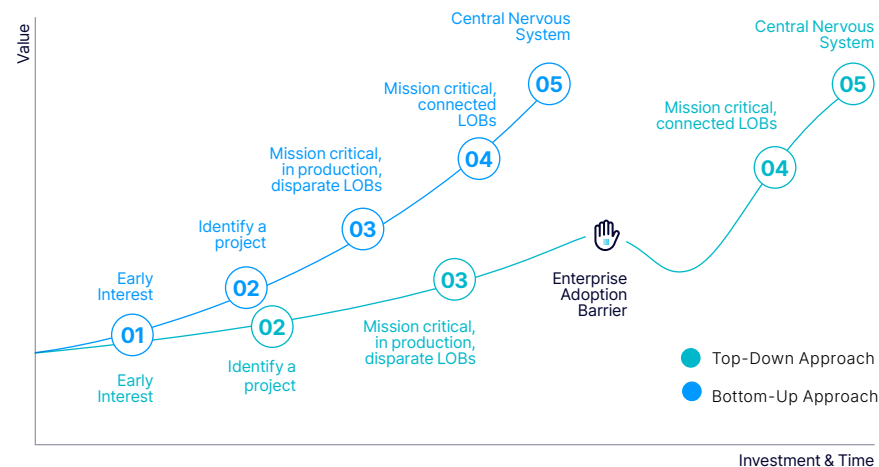 Value
Central Nervous
System
05
Mission critical,
connected
LOBs
04
Mission critical,
in production,
disparate LOBs
03
Identify a
project
02
Early
Interest
01
Early
Interest
02
Identify a
project
03
Mission critical,
in production,
disparate LOBs
Enterprise
Adoption
Barrier
Mission critical,
connected LOBs
04
Central Nervous
System
05
Top-Down Approach
Bottom-Up Approach
Investment & Time